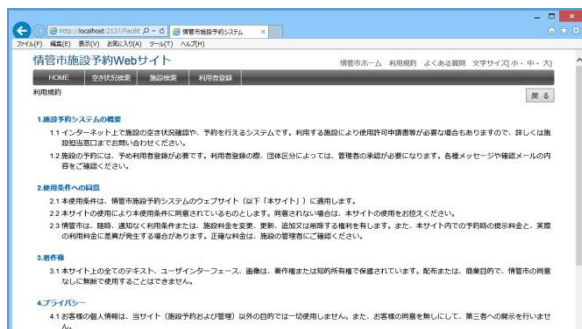 http://localhost:2137/Facilit
情管市施設予約システム
ファイル(F) 編集(E) 表示(V) お気に入り(A) ツール(T) ヘルプ(H)
情管市施設予約Webサイト
情管市ホーム 利用規約 よくある質問 文字サイズ[ 小 ・ 中 ・ 大]
HOME 空き状況検索 施設検索 利用者登録
利用規約
戻 る
1.施設予約システムの概要
1.1 インターネット上で施設の空き状況確認や、予約を行えるシステムです。利用する施設により使用許可申請書等が必要な場合もありますので、詳しくは施
設担当窓口までお問い合わせください。
1.2 施設の予約には、予め利用者登録が必要です。利用者登録の際、団体区分によっては、管理者の承認が必要になります。各種メッセージや確認メールの内
容をご確認ください。
2.使用条件への同意
2.1 本使用条件は、情管市施設予約システムのウェブサイト（以下「本サイト」）に適用します。
2.2 本サイトの使用により本使用条件に同意されているものとします。同意されない場合は、本サイトの使用をお控えください。
2.3 情管市は、随時、通知なく利用条件または、施設料金を変更、更新、追加又は削除する権利を有します。また、本サイト内での予約時の提示料金と、実際
の利用料金に差異が発生する場合があります。正確な料金は、施設の管理者にご確認ください。
3.著作権
3.1 本サイト上の全てのテキスト、ユーザインターフェース、画像は、著作権または知的所有権で保護されています。配布または、商業目的で、情管市の同意
なしに無断で使用することはできません。
4.プライバシー
4.1 お客様の個人情報は、当サイト（施設予約および管理）以外の目的では一切使用しません。また、お客様の同意を無しにして、第三者への開示を行いませ
ん。